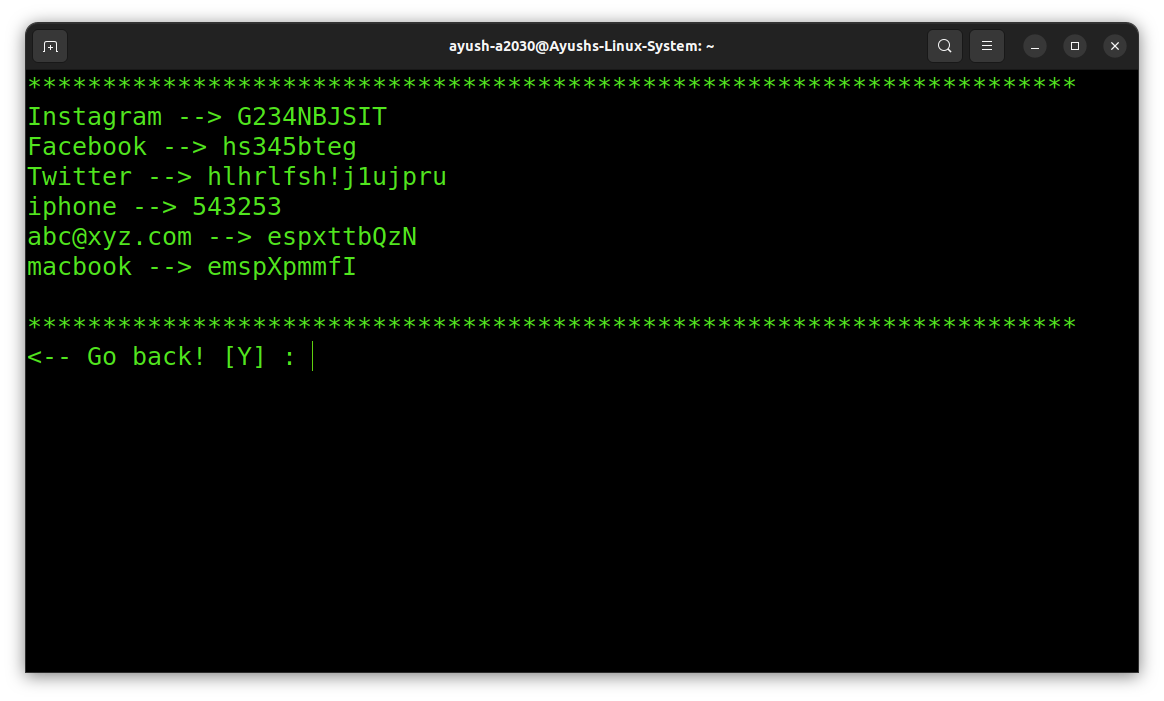 ayush-a2030@Ayushs-Linux-System: ~
**********************************************************************
Instagram --> G234NBJSIT
Facebook --> hs345bteg
Twitter --> hlhrlfsh!j1ujpru
iphone --> 543253
abc@xyz.com --> espxttbQzN
macbook --> emspXpmmfI
**********************************************************************
<-- Go back! [Y] :